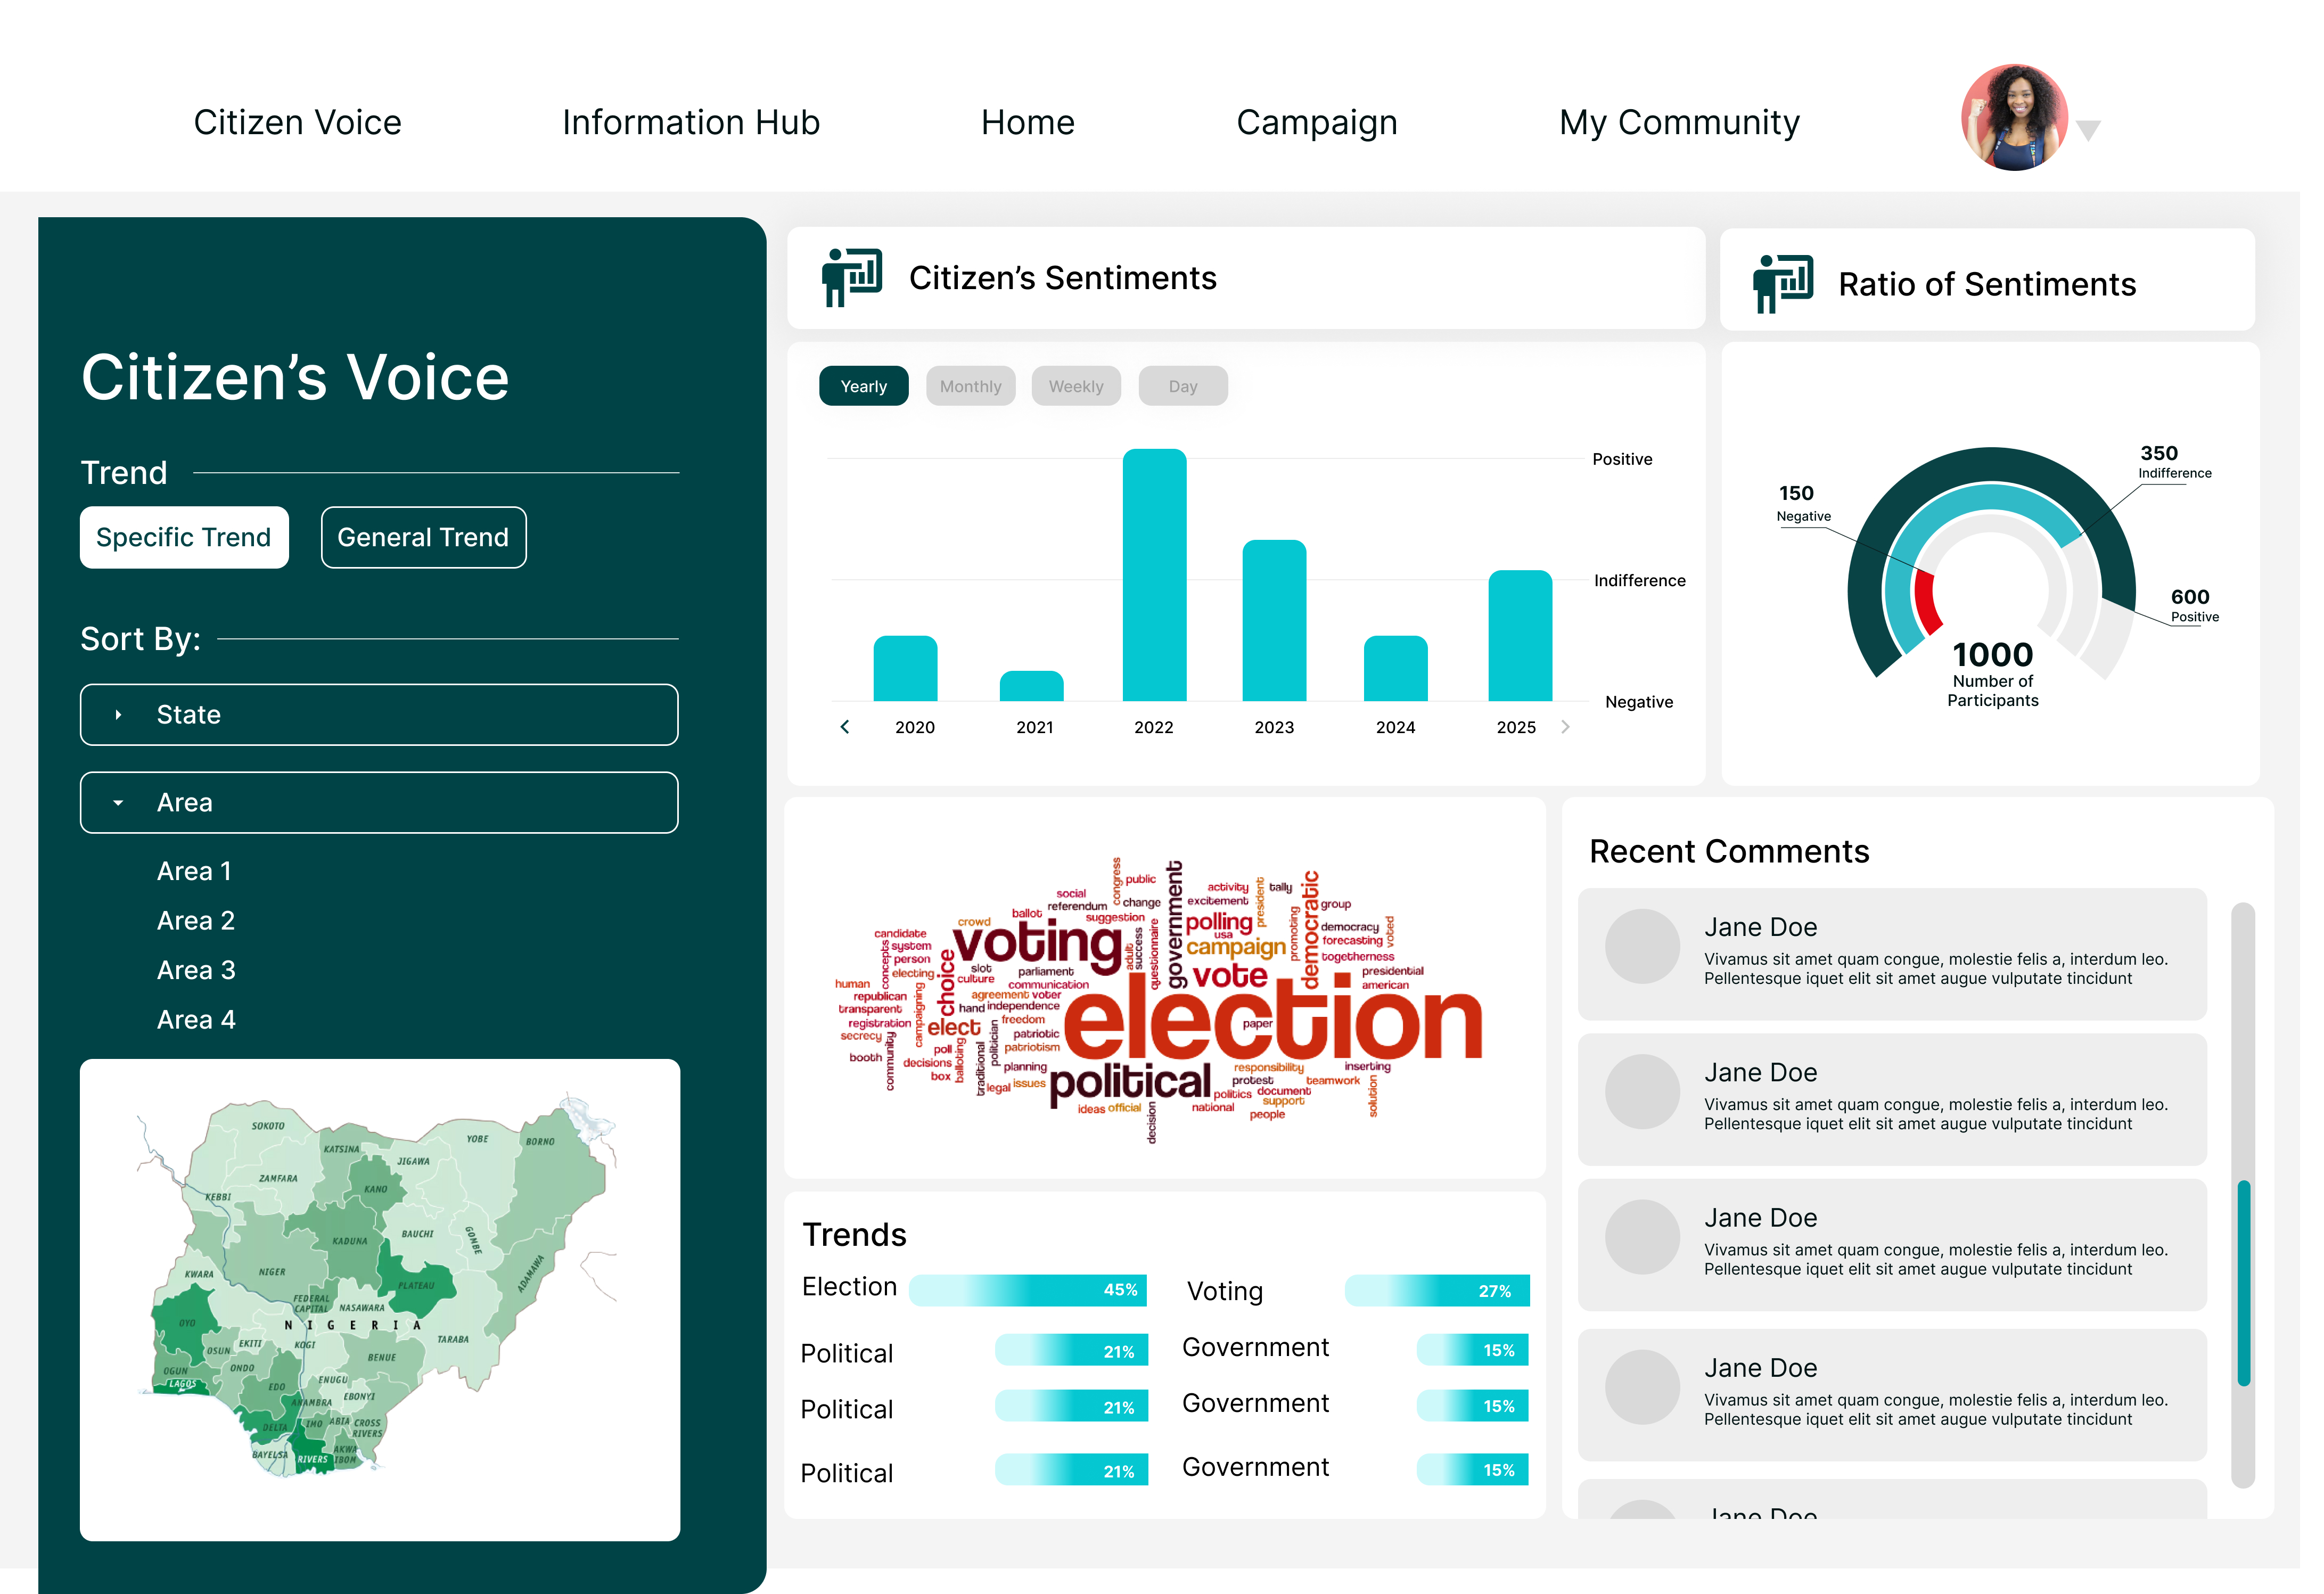 Citizen Voice
Information Hub
Home
Campaign
My Community
Citizen’s Voice
Trend
Specific Trend
General Trend
Sort By:
State
Area
Area 1
Area 2
Area 3
Area 4
SOKOTO
KATSINA
JIGAWA
YOBE
BORNO
ZAMFARA
KANO
KEBBI
BAUCHI
GOMBE
KADUNA
ADAMAWA
KWARA
NIGER
PLATEAU
FEDERAL
CAPITAL
NASAWARA
NIGERIA
OYO
OSUN
EKITI
KOGI
TARABA
BENUE
OGUN
ONDO
LAGOS
EDO
ENUGU
EBONYI
ANAMBRA
DELTA
IMO
ABIA
CROSS
RIVERS
BAYELSA
RIVERS
AKWA
IBOM
Citizen’s Sentiments
Yearly
Monthly
Weekly
Day
Positive
Indifference
Negative
2020
2021
2022
2023
2024
2025
Ratio of Sentiments
350
Indifference
150
Negative
600
Positive
1000
Number of
Participants
congress
public
social
referendum
change
government
activity
tally
president
excitement
democratic
group
crowd
ballot
suggestion
polling
usa
promoting
democracy
voted
candidate
system
person
concepts
voting
adult
success
questionnaire
campaign
forecasting
togetherness
electing
choice
slot
culture
parliament
communication
vote
presidential
american
human
republican
transparent
registration
secrecy
campaigning
agreement
voter
hand
independence
freedom
elect
patriotic
patriotism
politician
election
paper
booth
community
poll
decisions
box
balloting
traditional
planning
legal
issues
political
responsibility
inserting
protest
teamwork
politics
document
support
solution
ideas
official
decision
national
people
Trends
Election
45%
Voting
27%
Political
21%
Government
15%
Political
21%
Government
15%
Political
21%
Government
15%
Recent Comments
Jane Doe
Vivamus sit amet quam congue, molestie felis a, interdum leo.
Pellentesque iquet elit sit amet augue vulputate tincidunt
Jane Doe
Vivamus sit amet quam congue, molestie felis a, interdum leo.
Pellentesque iquet elit sit amet augue vulputate tincidunt
Jane Doe
Vivamus sit amet quam congue, molestie felis a, interdum leo.
Pellentesque iquet elit sit amet augue vulputate tincidunt
Jane Doe
Vivamus sit amet quam congue, molestie felis a, interdum leo.
Pellentesque iquet elit sit amet augue vulputate tincidunt
Jane Doe